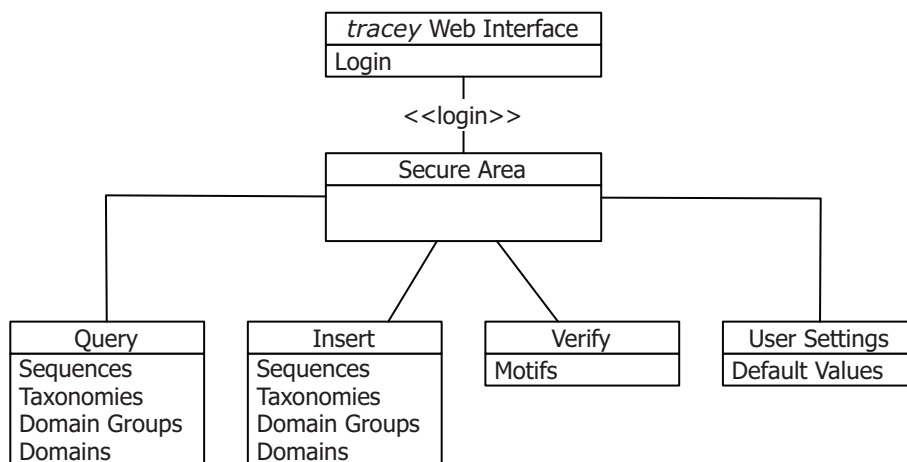 tracey Web Interface
Login
<<login>>
Secure Area
Query
Sequences
Taxonomies
Domain Groups
Domains
Insert
Sequences
Taxonomies
Domain Groups
Domains
Verify
Motifs
User Settings
Default Values